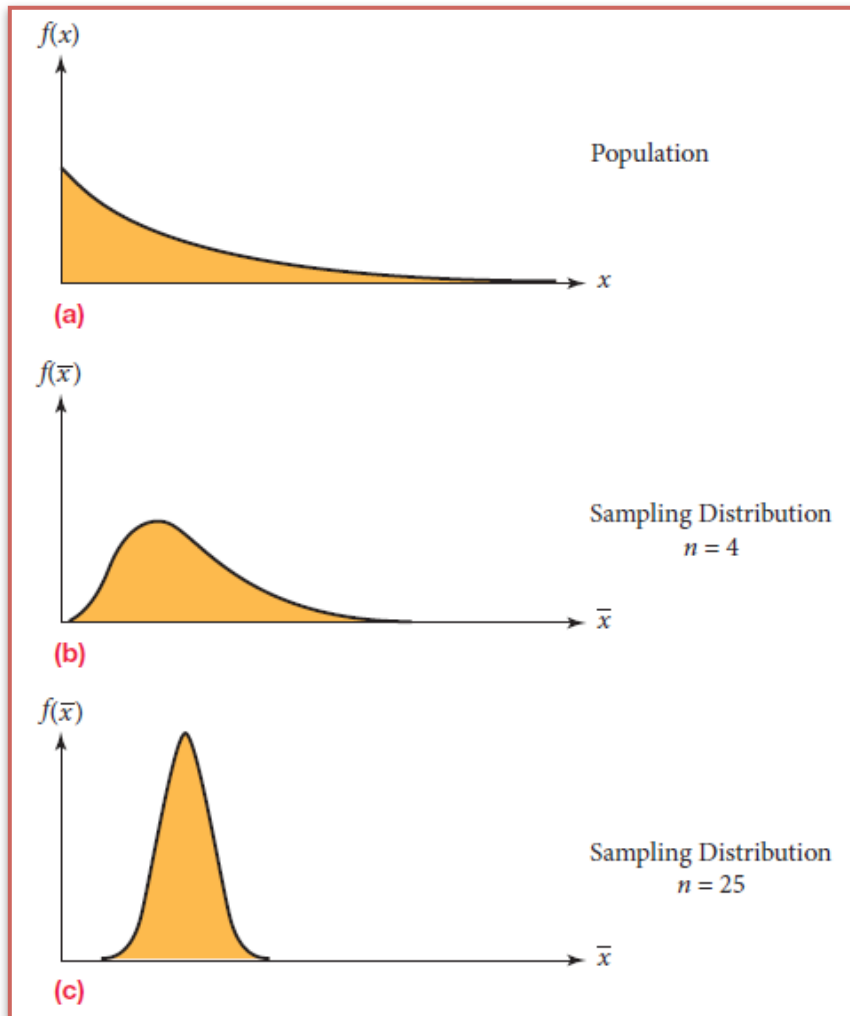 f(x)
Population
x
(a)
f(x̅)
Sampling Distribution
n = 4
x̅
(b)
f(x̅)
Sampling Distribution
n = 25
x̅
(c)